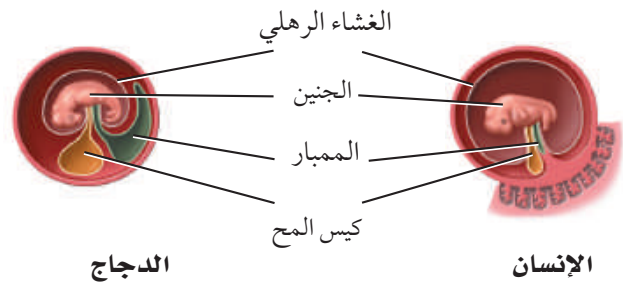 الغشاء الرهلي
الجنين
الممبار
كيس المح
الإنسان
الدجاج